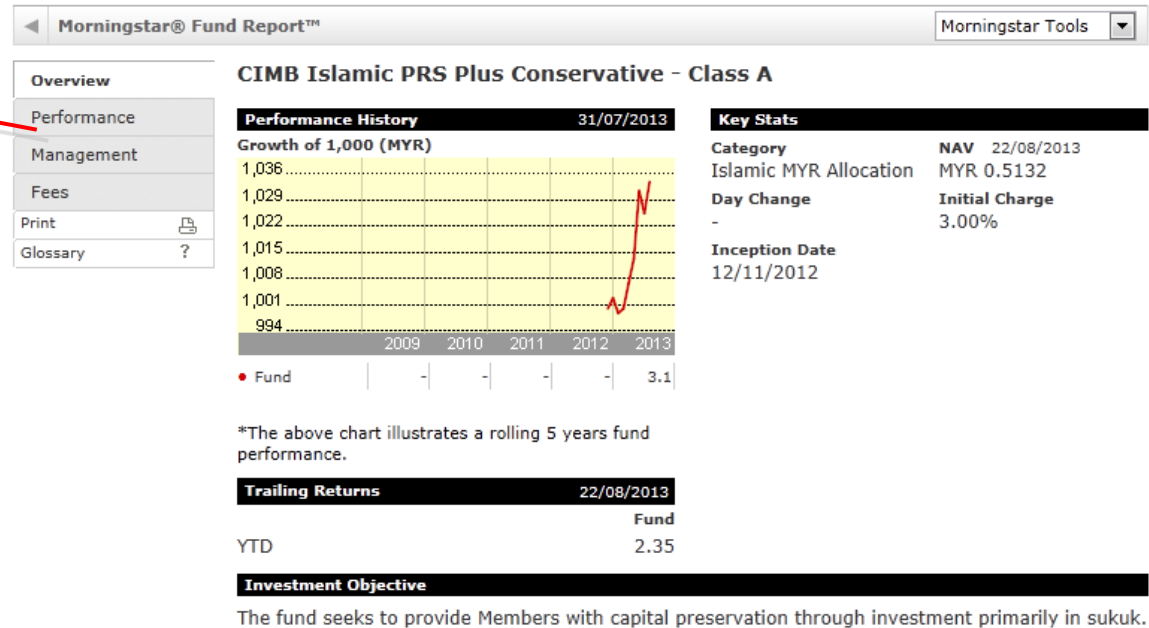 Morningstar® Fund Report™
Morningstar Tools
Overview
Performance
Management
Fees
Print
Glossary ?
CIMB Islamic PRS Plus Conservative - Class A
Performance History 31/07/2013
Growth of 1,000 (MYR)
1,036
1,029
1,022
1,015
1,008
1,001
994
2009 2010 2011 2012 2013
Fund - - - - 3.1
*The above chart illustrates a rolling 5 years fund
performance.
Trailing Returns 22/08/2013
Fund
YTD 2.35
Key Stats
Category NAV 22/08/2013
Islamic MYR Allocation MYR 0.5132
Day Change Initial Charge
- 3.00%
Inception Date
12/11/2012
Investment Objective
The fund seeks to provide Members with capital preservation through investment primarily in sukuk.